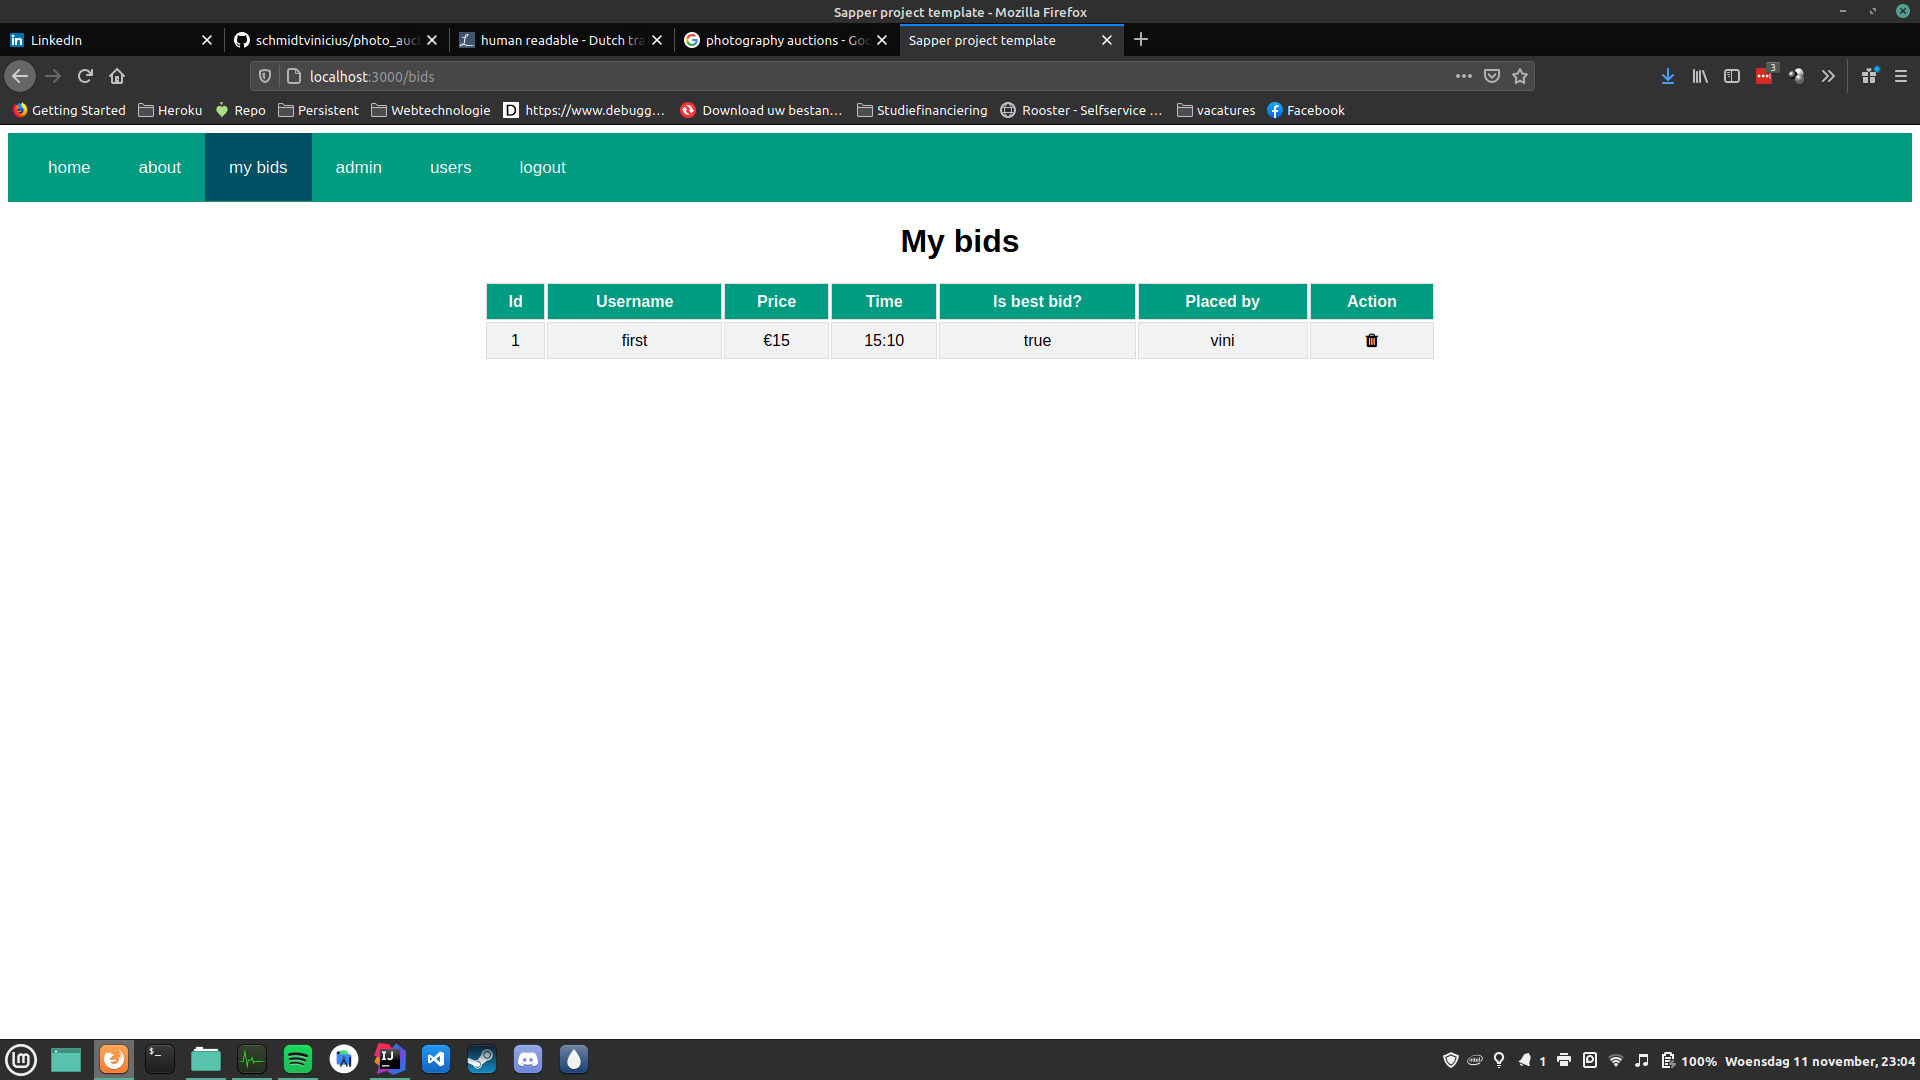 Sapper project template - Mozilla Firefox
LinkedIn
schmidtvinicius/photo_auct
human readable - Dutch tra
photography auctions - Goo
Sapper project template
localhost:3000/bids
3
Getting Started
Heroku
Repo
Persistent
Webtechnologie
https://www.debugg...
Download uw bestan...
Studiefinanciering
Rooster - Selfservice ...
vacatures
Facebook
home about my bids admin users logout
My bids
Id Username Price Time Is best bid? Placed by Action
1 first €15 15:10 true vini
1 100% Woensdag 11 november, 23:04